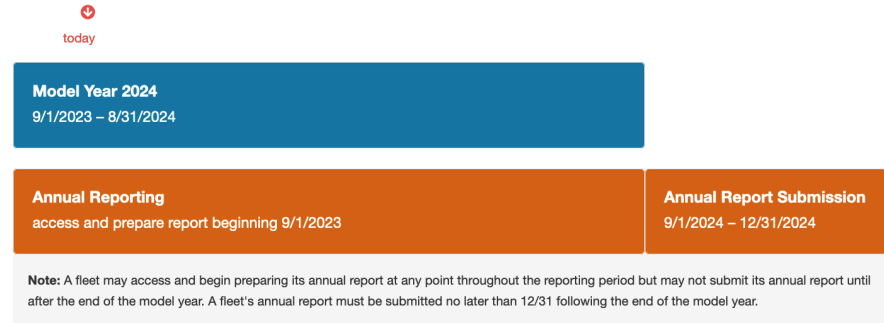 today
Model Year 2024
9/1/2023 – 8/31/2024
Annual Reporting
access and prepare report beginning 9/1/2023
Annual Report Submission
9/1/2024 – 12/31/2024
Note: A fleet may access and begin preparing its annual report at any point throughout the reporting period but may not submit its annual report until
after the end of the model year. A fleet's annual report must be submitted no later than 12/31 following the end of the model year.